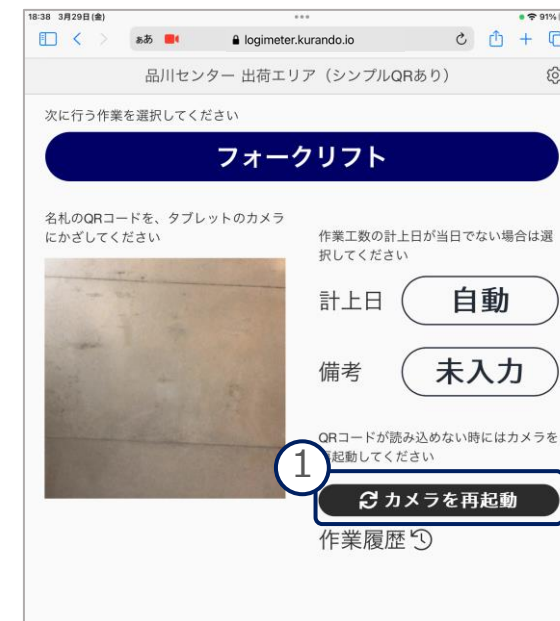 18:38 3月29日(金)
91%
ああ
logimeter.kurando.io
品川センター 出荷エリア（シンプルQRあり）
次に行う作業を選択してください
フォークリフト
名札のQRコードを、タブレットのカメラ
にかざしてください
作業工数の計上日が当日でない場合は選
択してください
計上日
自動
備考
未入力
QRコードが読み込めない時にはカメラを
起動してください
1
カメラを再起動
作業履歴